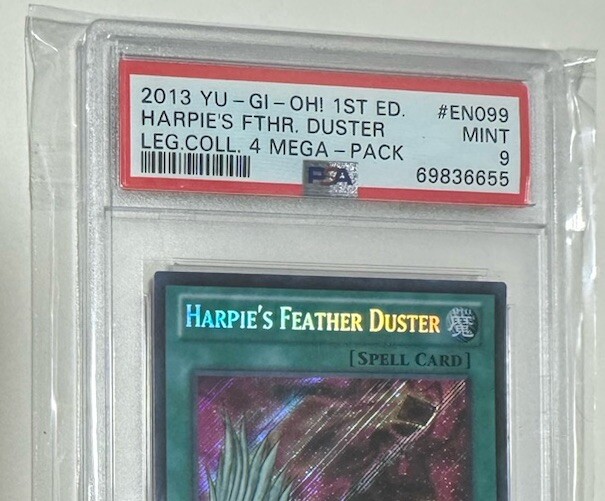 2013 YU-GI-OH! 1ST ED. #EN099
HARPIE'S FTHR. DUSTER MINT
LEG.COLL. 4 MEGA-PACK 9
PSA 69836655
HARPIE'S FEATHER DUSTER 魔
[SPELL CARD]